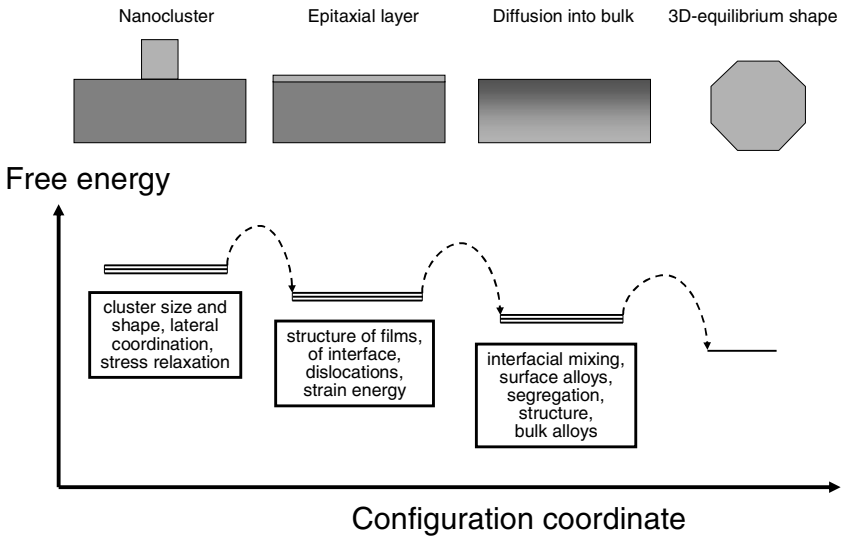 Nanocluster
Epitaxial layer
Diffusion into bulk
3D-equilibrium shape
Free energy
cluster size and
shape, lateral
coordination,
stress relaxation
structure of films,
of interface,
dislocations,
strain energy
interfacial mixing,
surface alloys,
segregation,
structure,
bulk alloys
Configuration coordinate